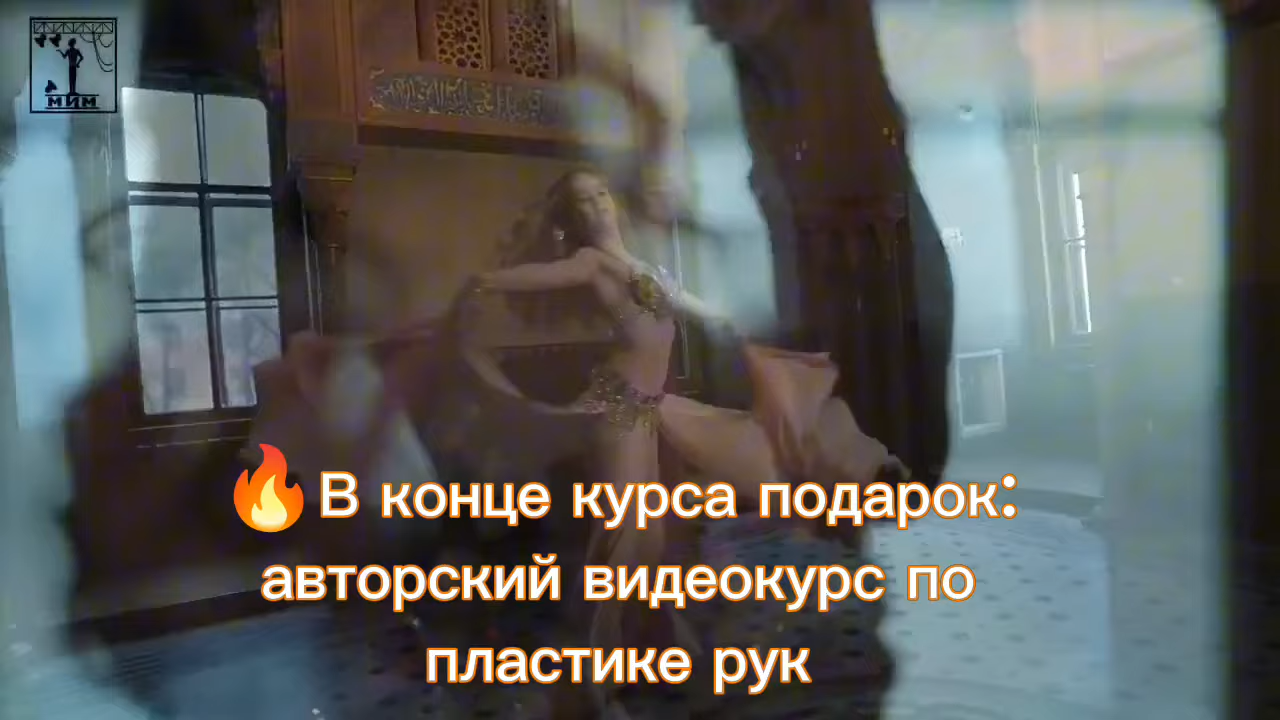 МИМ
🔥В конце курса подарок:
авторский видеокурс по
пластике рук